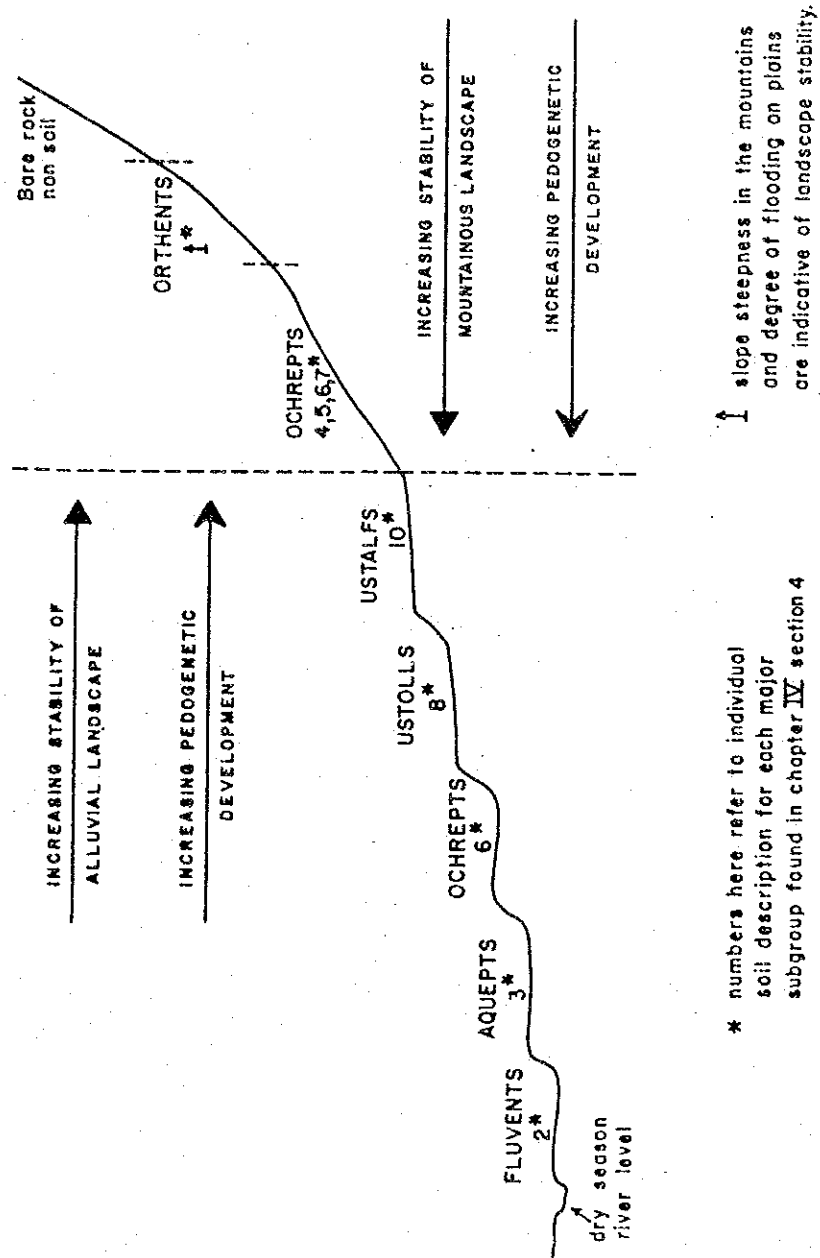 INCREASING STABILITY OF
ALLUVIAL LANDSCAPE
INCREASING PEDOGENETIC
DEVELOPMENT
Bare rock
non soil
ORTHENTS
1*
OCHREPTS
4,5,6,7*
USTALFS
10*
USTOLLS
8*
OCHREPTS
6*
AQUEPTS
3*
FLUVENTS
2*
dry season
river level
INCREASING STABILITY OF
MOUNTAINOUS LANDSCAPE
INCREASING PEDOGENETIC
DEVELOPMENT
* numbers here refer to individual
soil description for each major
subgroup found in chapter IV section 4
1 slope steepness in the mountains
and degree of flooding on plains
are indicative of landscape stability.